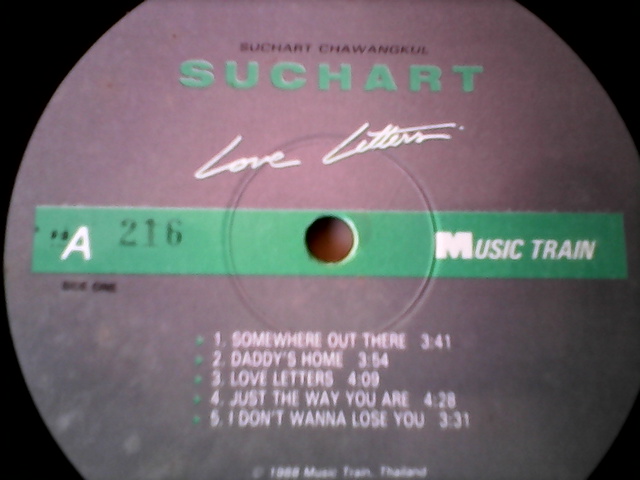 SUCHART CHAWANGKUL
SUCHART
Love Letters
A 216 MUSIC TRAIN
SIDE ONE
1. SOMEWHERE OUT THERE 3:41
2. DADDY'S HOME 3:54
3. LOVE LETTERS 4:09
4. JUST THE WAY YOU ARE 4:28
5. I DON'T WANNA LOSE YOU 3:31
© 1988 Music Train, Thailand